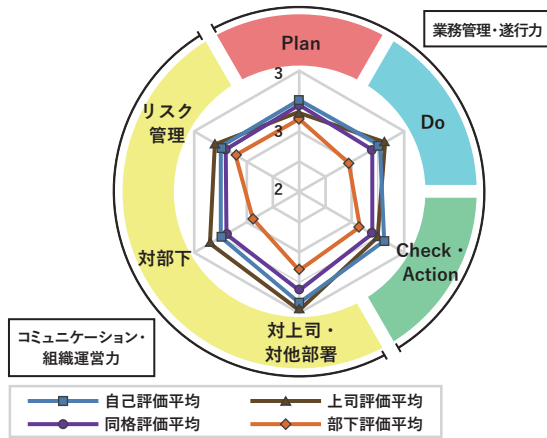 業務管理・遂行力
Plan
Do
Check・
Action
対上司・
対他部署
対部下
リスク
管理
3
3
2
コミュニケーション・
組織運営力
自己評価平均
上司評価平均
同格評価平均
部下評価平均